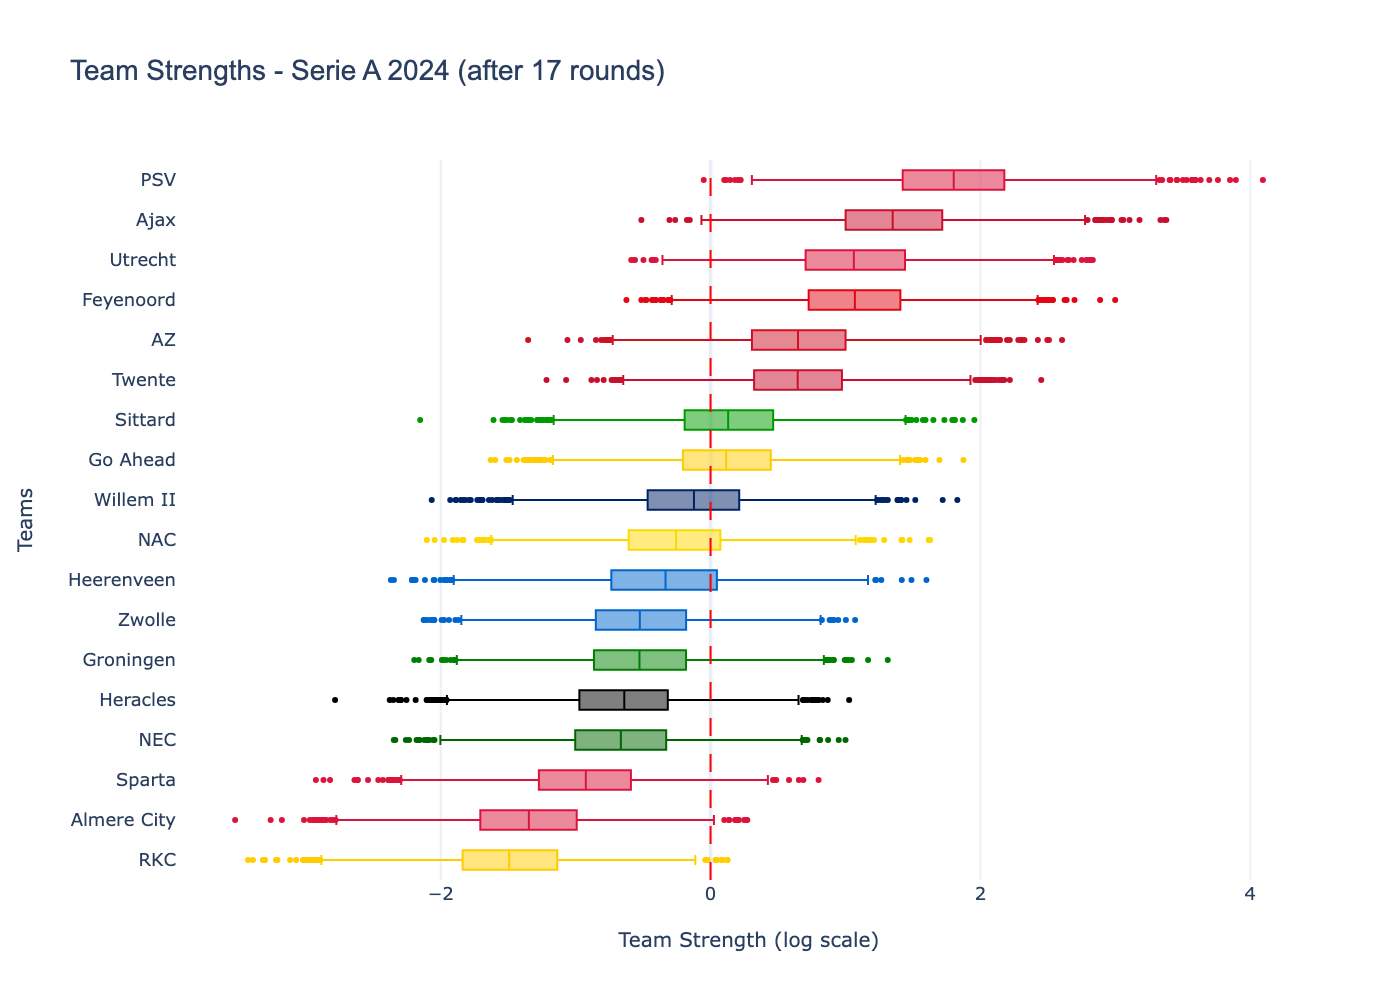 Team Strengths - Serie A 2024 (after 17 rounds)
PSV
Ajax
Utrecht
Feyenoord
AZ
Twente
Sittard
Go Ahead
Willem II
NAC
Heerenveen
Zwolle
Groningen
Heracles
NEC
Sparta
Almere City
RKC
Teams
−2 0 2 4
Team Strength (log scale)